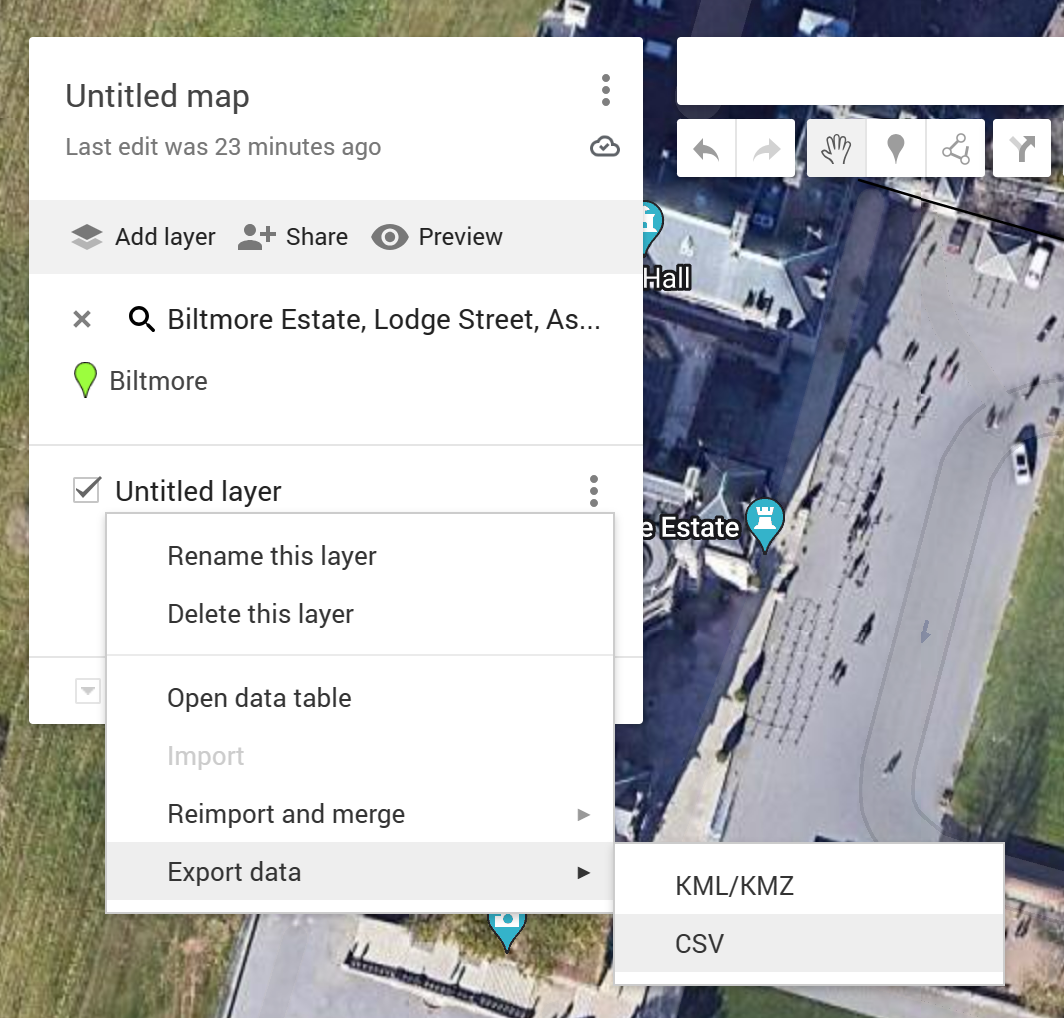 Untitled map
Last edit was 23 minutes ago
Add layer Share Preview
Biltmore Estate, Lodge Street, As...
Biltmore
Hall
Untitled layer
e Estate
Rename this layer
Delete this layer
Open data table
Import
Reimport and merge
Export data
KML/KMZ
CSV